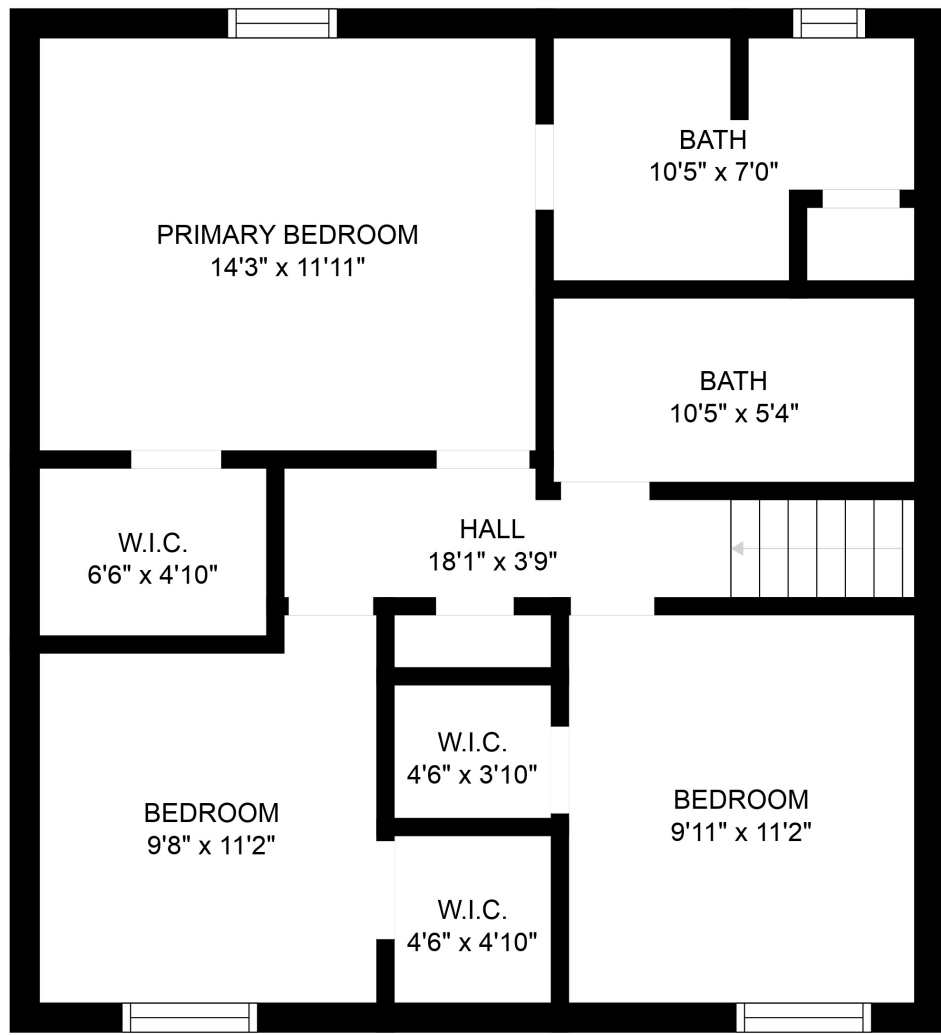 BATH
10'5" x 7'0"
PRIMARY BEDROOM
14'3" x 11'11"
BATH
10'5" x 5'4"
HALL
18'1" x 3'9"
W.I.C.
6'6" x 4'10"
W.I.C.
4'6" x 3'10"
BEDROOM
9'8" x 11'2"
BEDROOM
9'11" x 11'2"
W.I.C.
4'6" x 4'10"